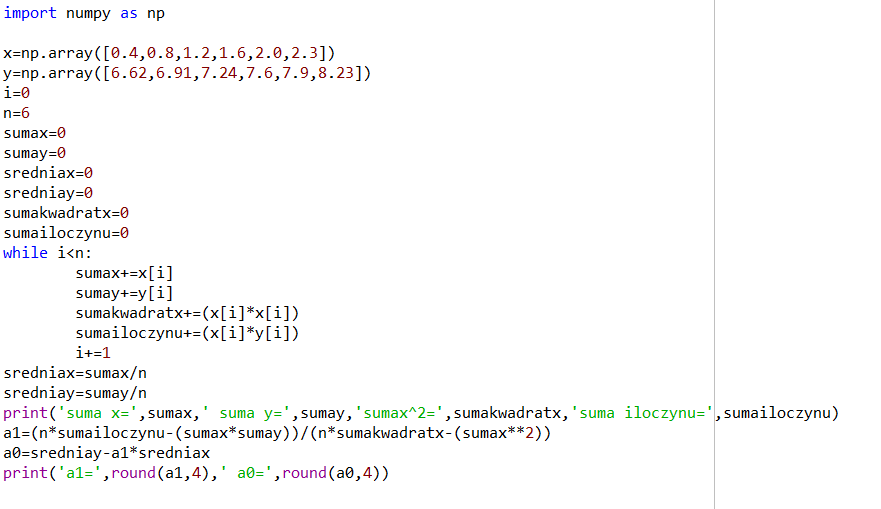 import numpy as np
x=np.array([0.4,0.8,1.2,1.6,2.0,2.3])
y=np.array([6.62,6.91,7.24,7.6,7.9,8.23])
i=0
n=6
sumax=0
sumay=0
sredniax=0
sredniay=0
sumakwadratx=0
sumailoczynu=0
while i<n:
        sumax+=x[i]
        sumay+=y[i]
        sumakwadratx+=(x[i]*x[i])
        sumailoczynu+=(x[i]*y[i])
        i+=1
sredniax=sumax/n
sredniay=sumay/n
print('suma x=',sumax,' suma y=',sumay,'sumax^2=',sumakwadratx,'suma iloczynu=',sumailoczynu)
a1=(n*sumailoczynu-(sumax*sumay))/(n*sumakwadratx-(sumax**2))
a0=sredniay-a1*sredniax
print('a1=',round(a1,4),' a0=',round(a0,4))